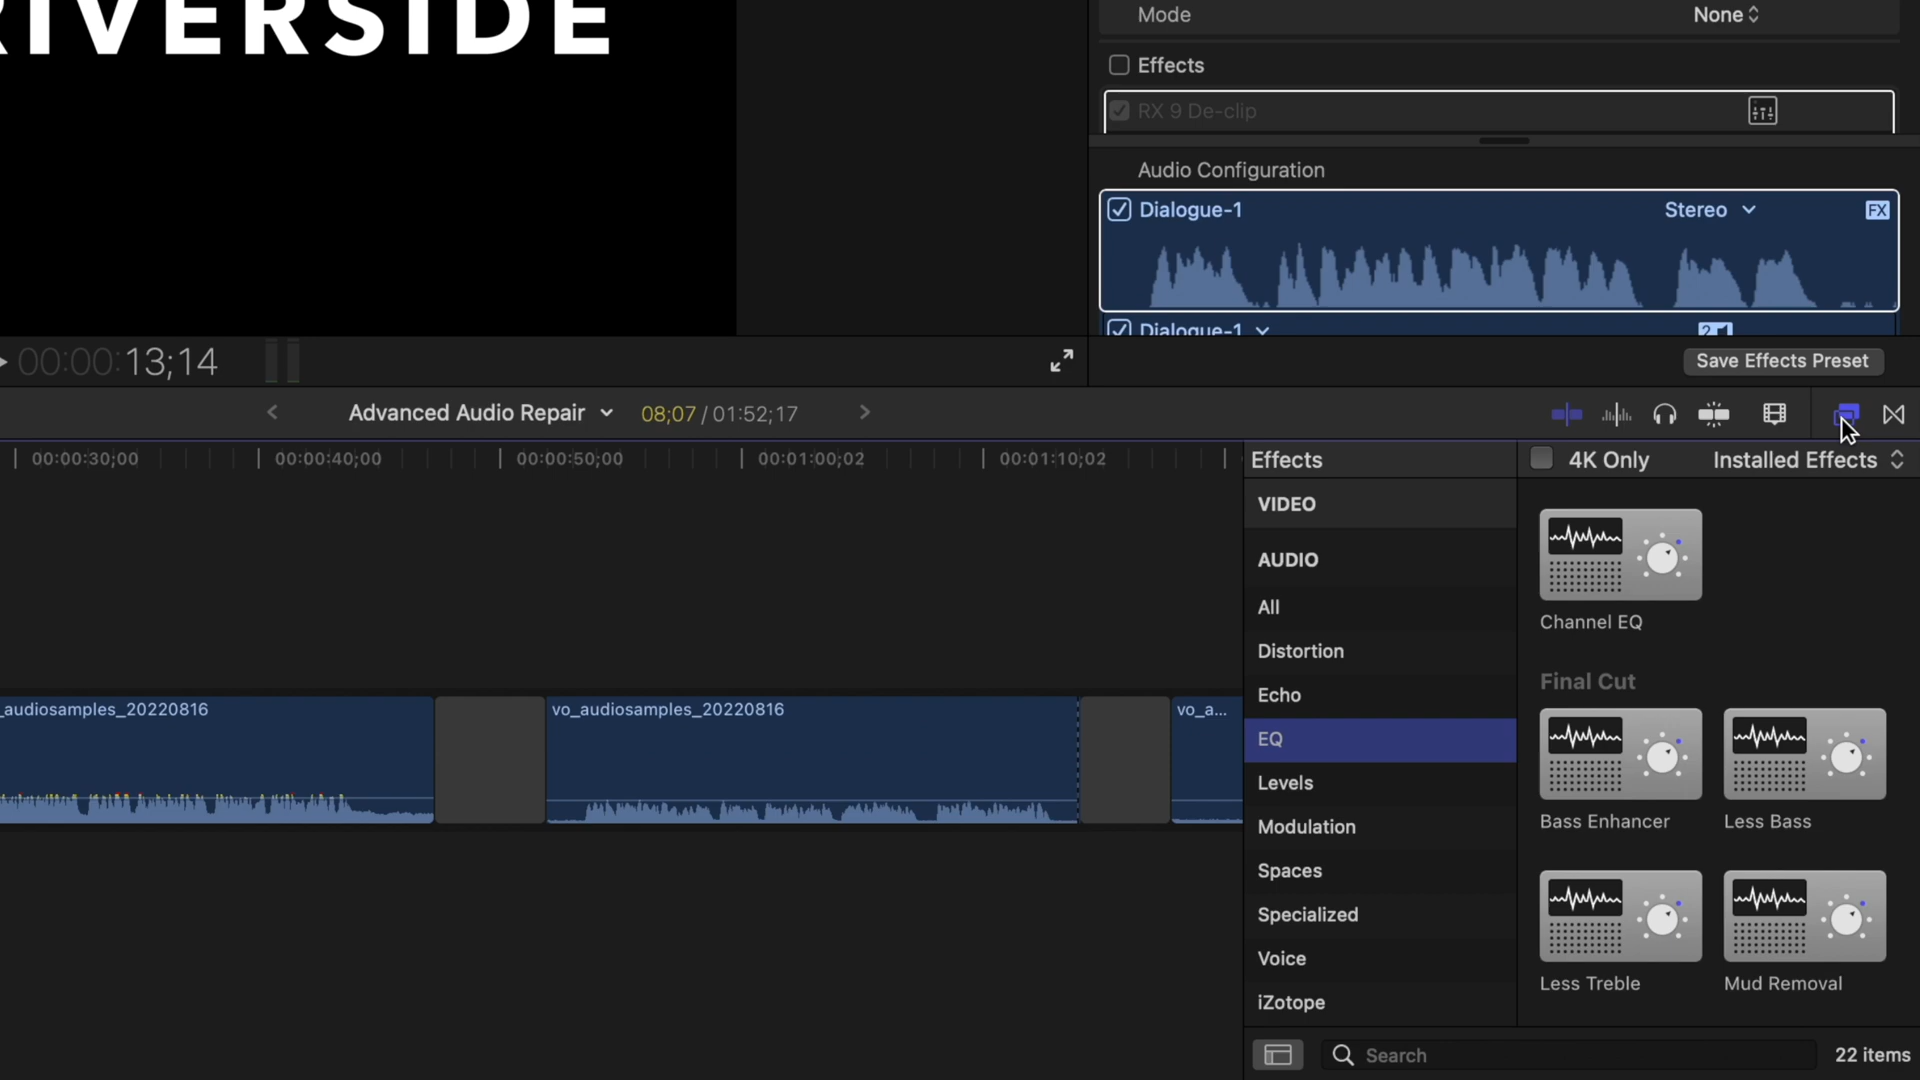 RIVERSIDE
Mode
None
Effects
RX 9 De-clip
Audio Configuration
Dialogue-1
Stereo
FX
Dialogue-1
2
00:00:13;14
Save Effects Preset
Advanced Audio Repair
08;07 / 01:52;17
00:00:30;00
00:00:40;00
00:00:50;00
00:01:00;02
00:01:10;02
Effects
4K Only
Installed Effects
VIDEO
AUDIO
All
Distortion
Echo
EQ
Levels
Modulation
Spaces
Specialized
Voice
iZotope
Channel EQ
Final Cut
Bass Enhancer
Less Bass
Less Treble
Mud Removal
_audiosamples_20220816
vo_audiosamples_20220816
vo_a...
Search
22 items